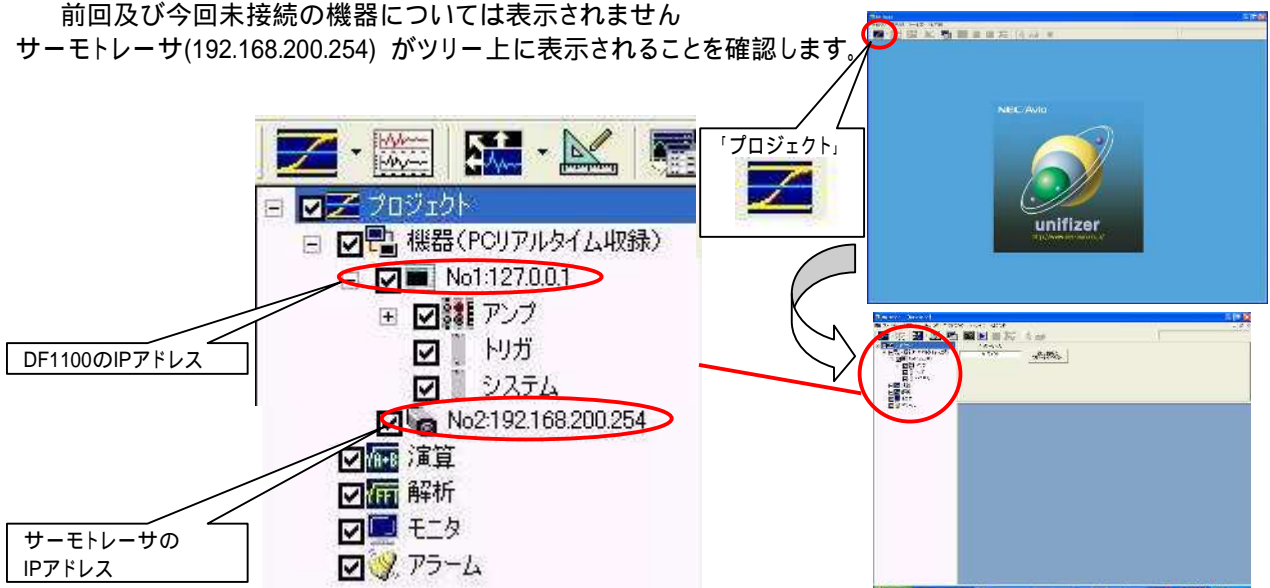 前回及び今回未接続の機器については表示されません
サーモトレーサ(192.168.200.254) がツリー上に表示されることを確認します。
「プロジェクト」
NEC/Avio
unifizer
プロジェクト
機器(PCリアルタイム収録)
No1:127.0.0.1
アンプ
トリガ
システム
No2:192.168.200.254
演算
解析
モニタ
アラーム
DF1100のIPアドレス
サーモトレーサの
IPアドレス